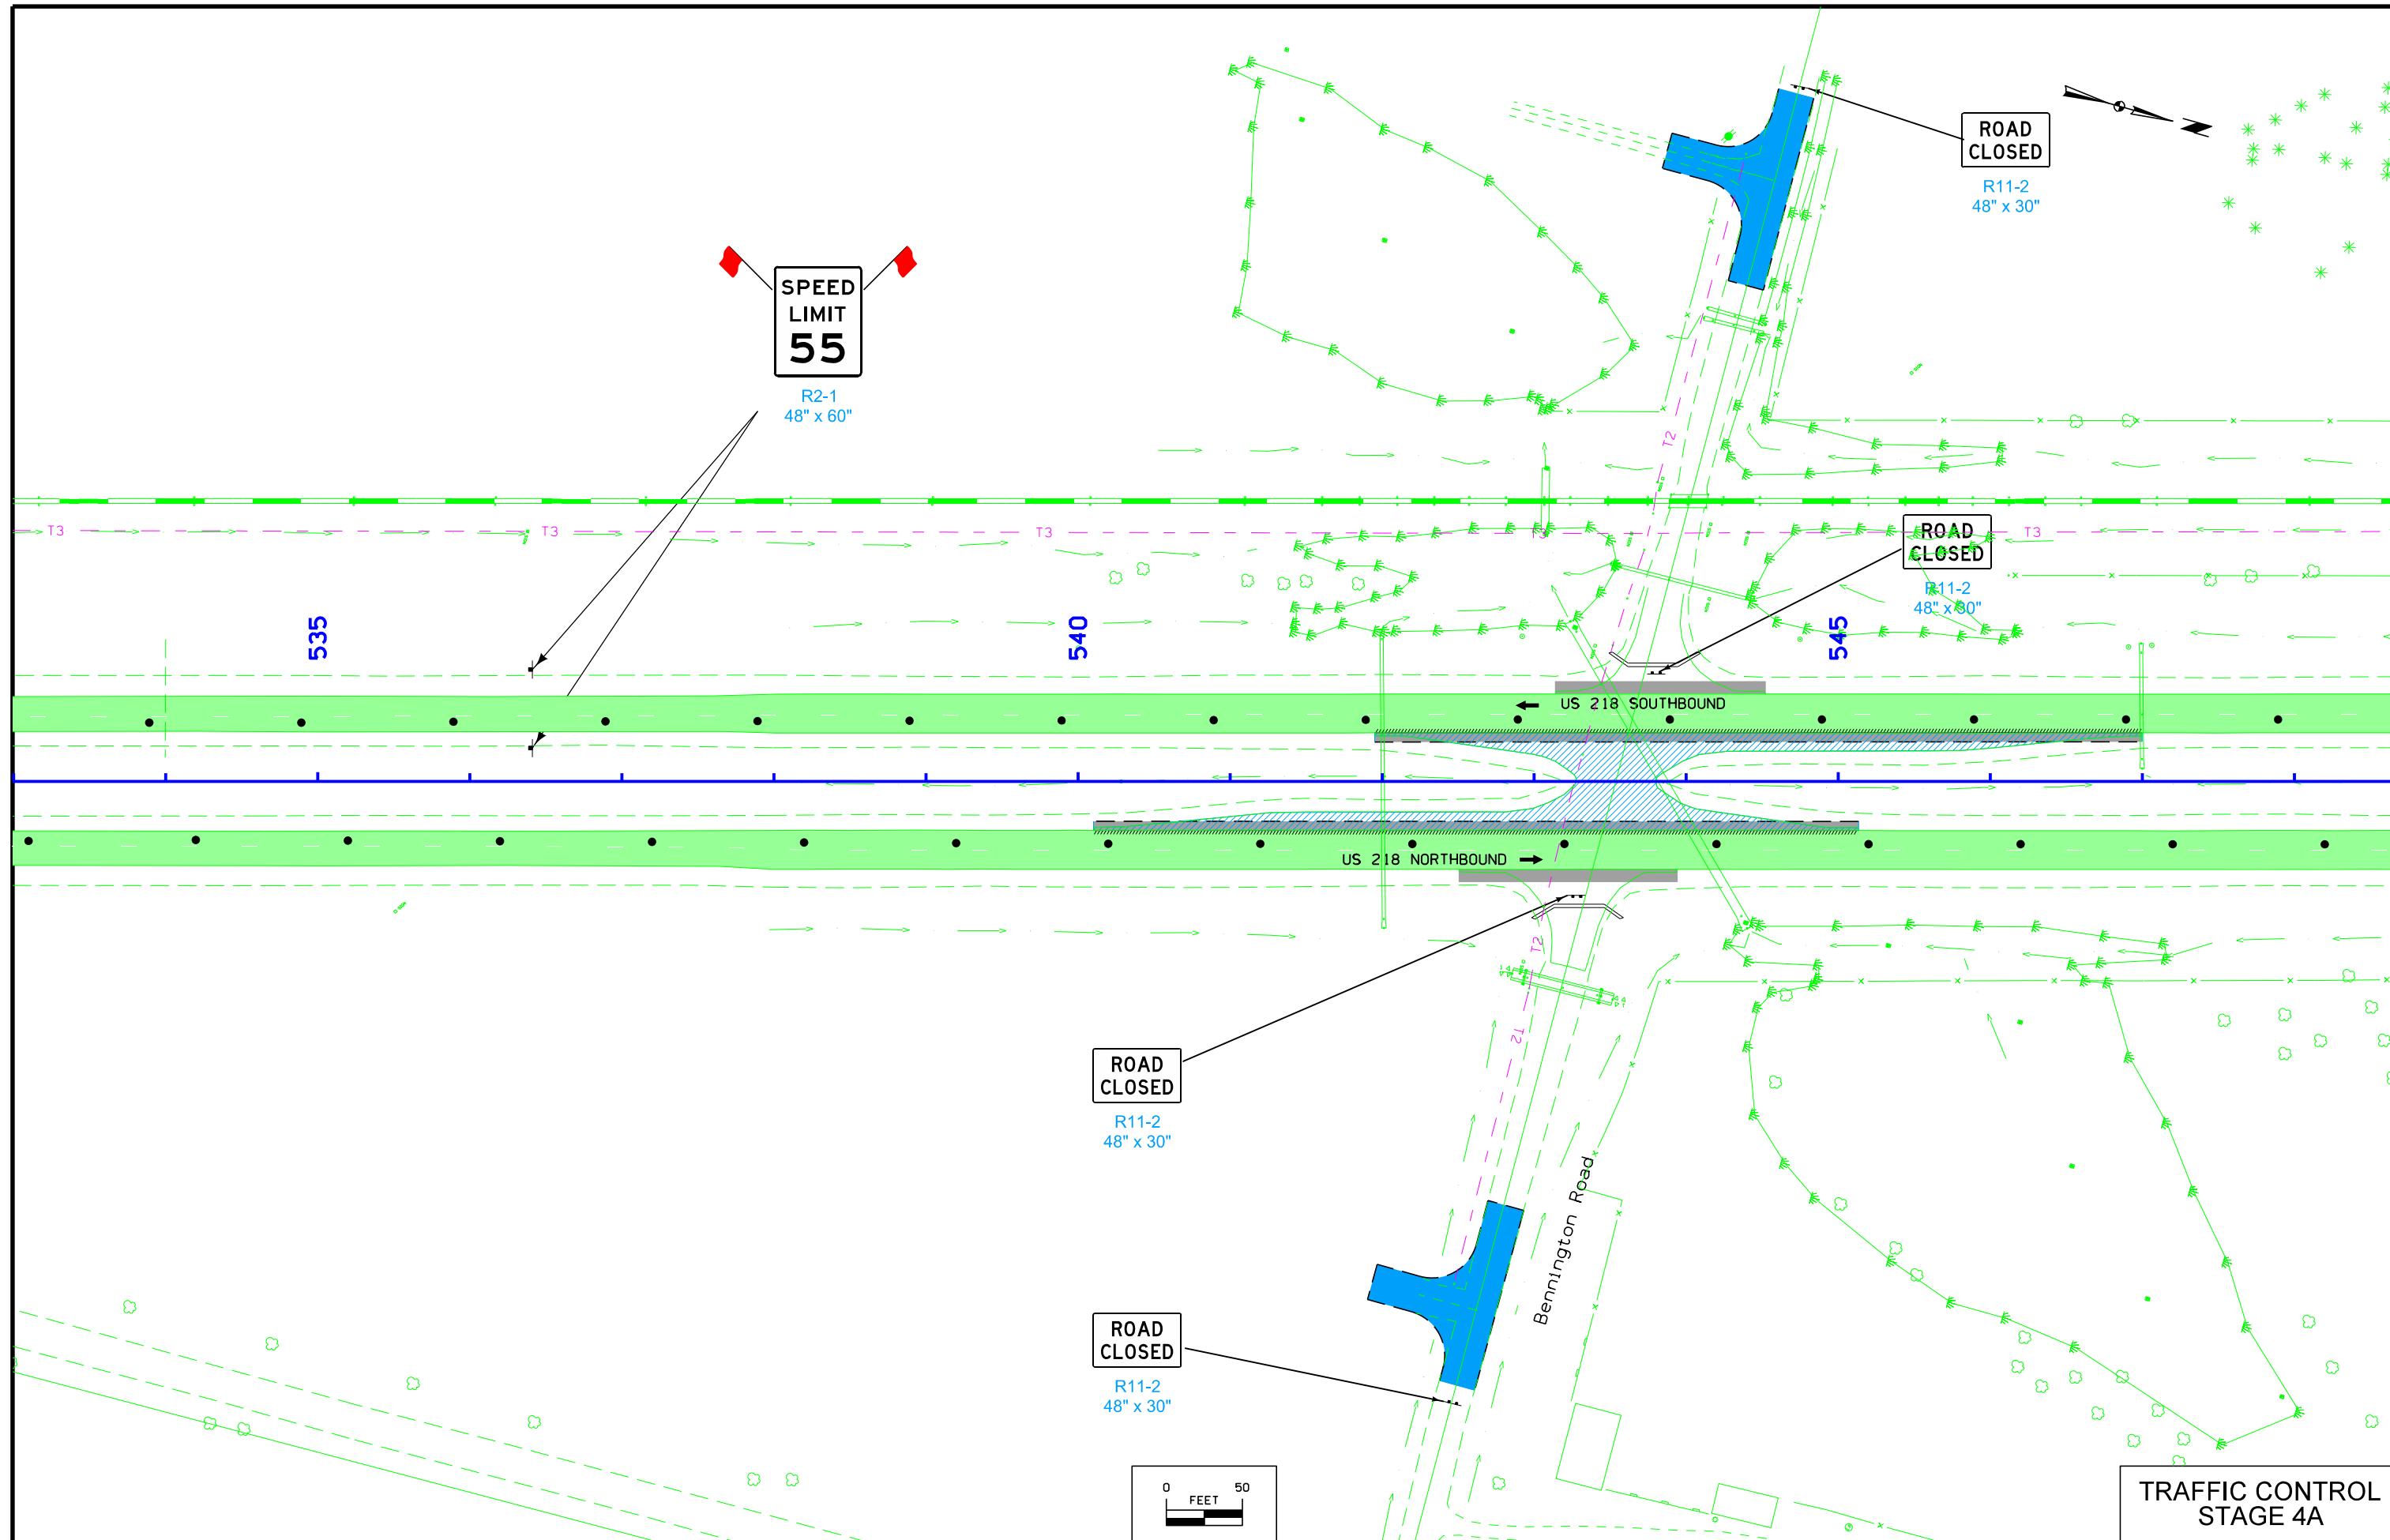 ROAD
CLOSED
R11-2
48" x 30"
SPEED
LIMIT
55
R2-1
48" x 60"
T2
T3
T3
T3
T3
ROAD
CLOSED
R11-2
48" x 30"
535
540
545
US 218 SOUTHBOUND
US 218 NORTHBOUND
T2
T2
ROAD
CLOSED
R11-2
48" x 30"
Bennington Road
ROAD
CLOSED
R11-2
48" x 30"
0 50
FEET
TRAFFIC CONTROL
STAGE 4A